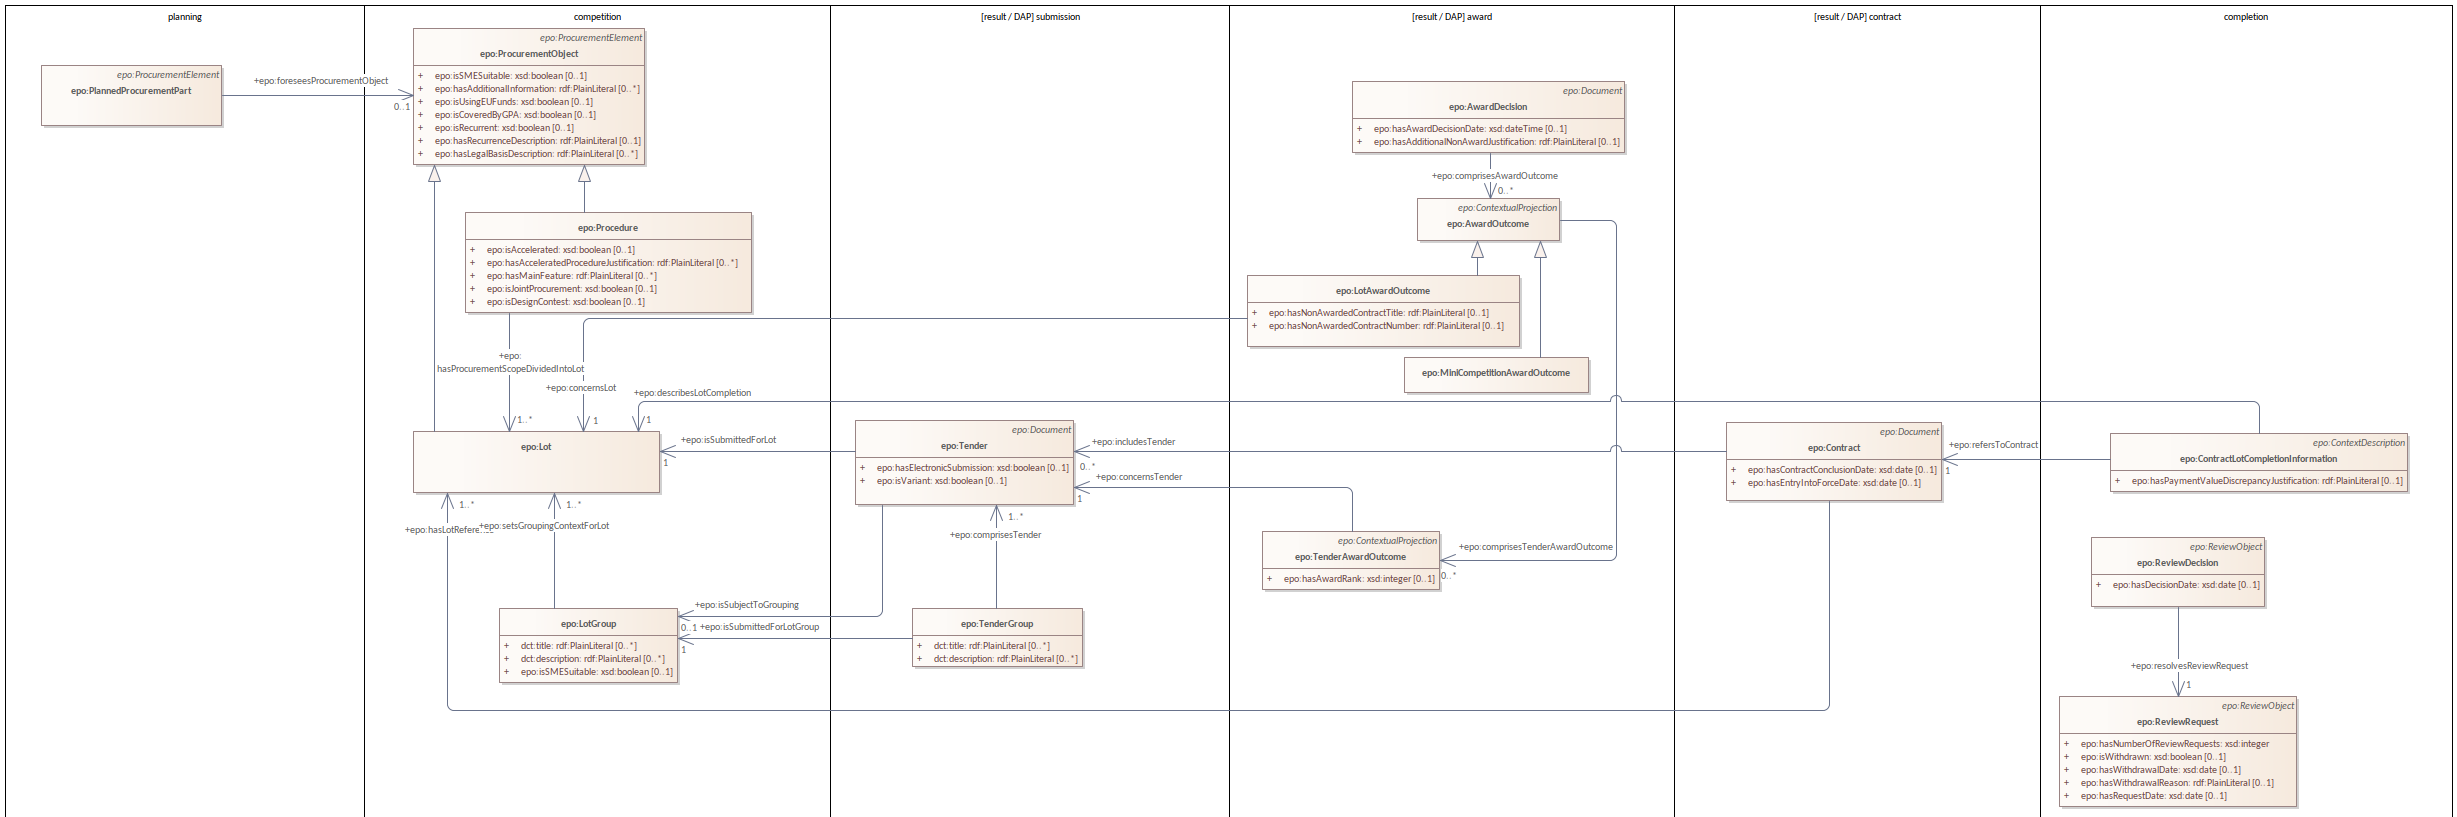 planning
competition
[result / DAP] submission
[result / DAP] award
[result / DAP] contract
completion
epo:ProcurementElement
epo:PlannedProcurementPart
+epo:foreseesProcurementObject
0..1
epo:ProcurementElement
epo:ProcurementObject
+ epo:isSMESuitable: xsd:boolean [0..1]
+ epo:hasAdditionalInformation: rdf:PlainLiteral [0..*]
+ epo:isUsingEUFunds: xsd:boolean [0..1]
+ epo:isCoveredByGPA: xsd:boolean [0..1]
+ epo:isRecurrent: xsd:boolean [0..1]
+ epo:hasRecurrenceDescription: rdf:PlainLiteral [0..1]
+ epo:hasLegalBasisDescription: rdf:PlainLiteral [0..*]
epo:Procedure
+ epo:isAccelerated: xsd:boolean [0..1]
+ epo:hasAcceleratedProcedureJustification: rdf:PlainLiteral [0..*]
+ epo:hasMainFeature: rdf:PlainLiteral [0..*]
+ epo:isJointProcurement: xsd:boolean [0..1]
+ epo:isDesignContest: xsd:boolean [0..1]
+epo:
hasProcurementScopeDividedIntoLot
1..*
+epo:concernsLot
1
+epo:describesLotCompletion
1
epo:Lot
+epo:isSubmittedForLot
1
1..*
+epo:hasLotRefere...
1..*
+epo:setsGroupingContextForLot
epo:LotGroup
+ dct:title: rdf:PlainLiteral [0..*]
+ dct:description: rdf:PlainLiteral [0..*]
+ epo:isSMESuitable: xsd:boolean [0..1]
+epo:isSubjectToGrouping
0..1
+epo:isSubmittedForLotGroup
1
epo:Document
epo:Tender
+ epo:hasElectronicSubmission: xsd:boolean [0..1]
+ epo:isVariant: xsd:boolean [0..1]
+epo:includesTender
0..*
+epo:concernsTender
1
1..*
+epo:comprisesTender
epo:TenderGroup
+ dct:title: rdf:PlainLiteral [0..*]
+ dct:description: rdf:PlainLiteral [0..*]
epo:Document
epo:AwardDecision
+ epo:hasAwardDecisionDate: xsd:dateTime [0..1]
+ epo:hasAdditionalNonAwardJustification: rdf:PlainLiteral [0..1]
+epo:comprisesAwardOutcome
0..*
epo:ContextualProjection
epo:AwardOutcome
epo:LotAwardOutcome
+ epo:hasNonAwardedContractTitle: rdf:PlainLiteral [0..1]
+ epo:hasNonAwardedContractNumber: rdf:PlainLiteral [0..1]
epo:MiniCompetitionAwardOutcome
epo:ContextualProjection
epo:TenderAwardOutcome
+ epo:hasAwardRank: xsd:integer [0..1]
+epo:comprisesTenderAwardOutcome
0..*
epo:Document
epo:Contract
+ epo:hasContractConclusionDate: xsd:date [0..1]
+ epo:hasEntryIntoForceDate: xsd:date [0..1]
+epo:refersToContract
1
epo:ContextDescription
epo:ContractLotCompletionInformation
+ epo:hasPaymentValueDiscrepancyJustification: rdf:PlainLiteral [0..1]
epo:ReviewObject
epo:ReviewDecision
+ epo:hasDecisionDate: xsd:date [0..1]
+epo:resolvesReviewRequest
1
epo:ReviewObject
epo:ReviewRequest
+ epo:hasNumberOfReviewRequests: xsd:integer
+ epo:isWithdrawn: xsd:boolean [0..1]
+ epo:hasWithdrawalDate: xsd:date [0..1]
+ epo:hasWithdrawalReason: rdf:PlainLiteral [0..1]
+ epo:hasRequestDate: xsd:date [0..1]